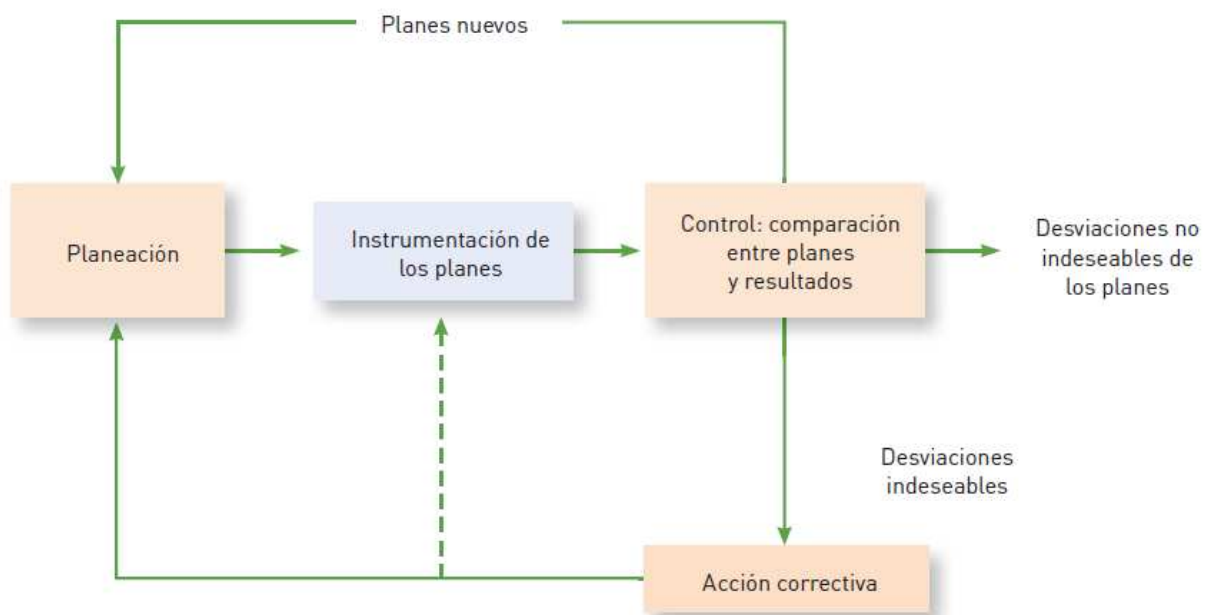 Planes nuevos
Planeación
Instrumentación de
los planes
Control: comparación
entre planes
y resultados
Desviaciones no
indeseables de
los planes
Desviaciones
indeseables
Acción correctiva